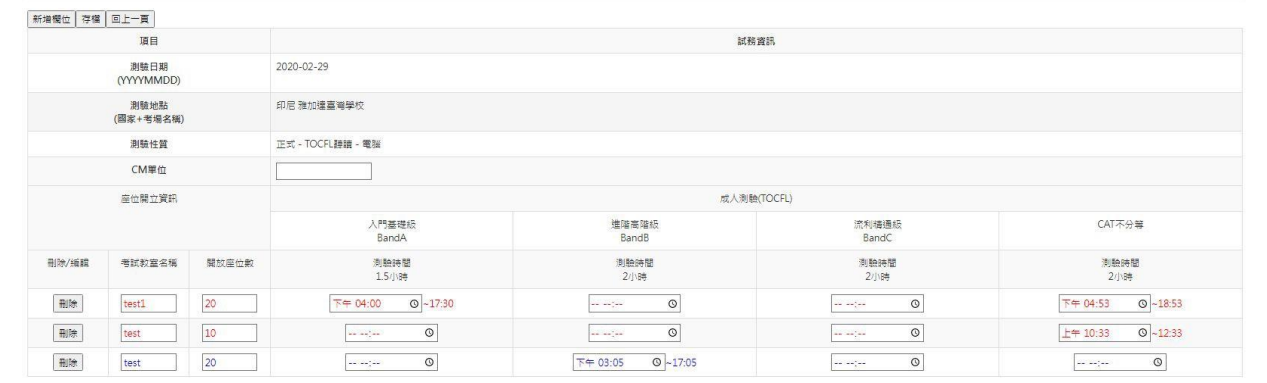 新增欄位 存檔 回上一頁
項目 試務資訊
測驗日期
(YYYYMMDD)
2020-02-29
測驗地點
(國家+考場名稱)
印尼 雅加達臺灣學校
測驗性質
正式 - TOCFL聽讀 - 電腦
CM單位
座位開立資訊 成人測驗(TOCFL)
入門基礎級
BandA
進階高階級
BandB
流利精通級
BandC
CAT不分等
刪除/編輯 考試教室名稱 開放座位數
測驗時間
1.5小時
測驗時間
2小時
測驗時間
2小時
測驗時間
2小時
刪除 test1 20 下午 04:00 ~17:30 -- --:-- -- --:-- 下午 04:53 ~18:53
刪除 test 10 -- --:-- -- --:-- -- --:-- 上午 10:33 ~12:33
刪除 test 20 -- --:-- 下午 03:05 ~17:05 -- --:-- -- --:--